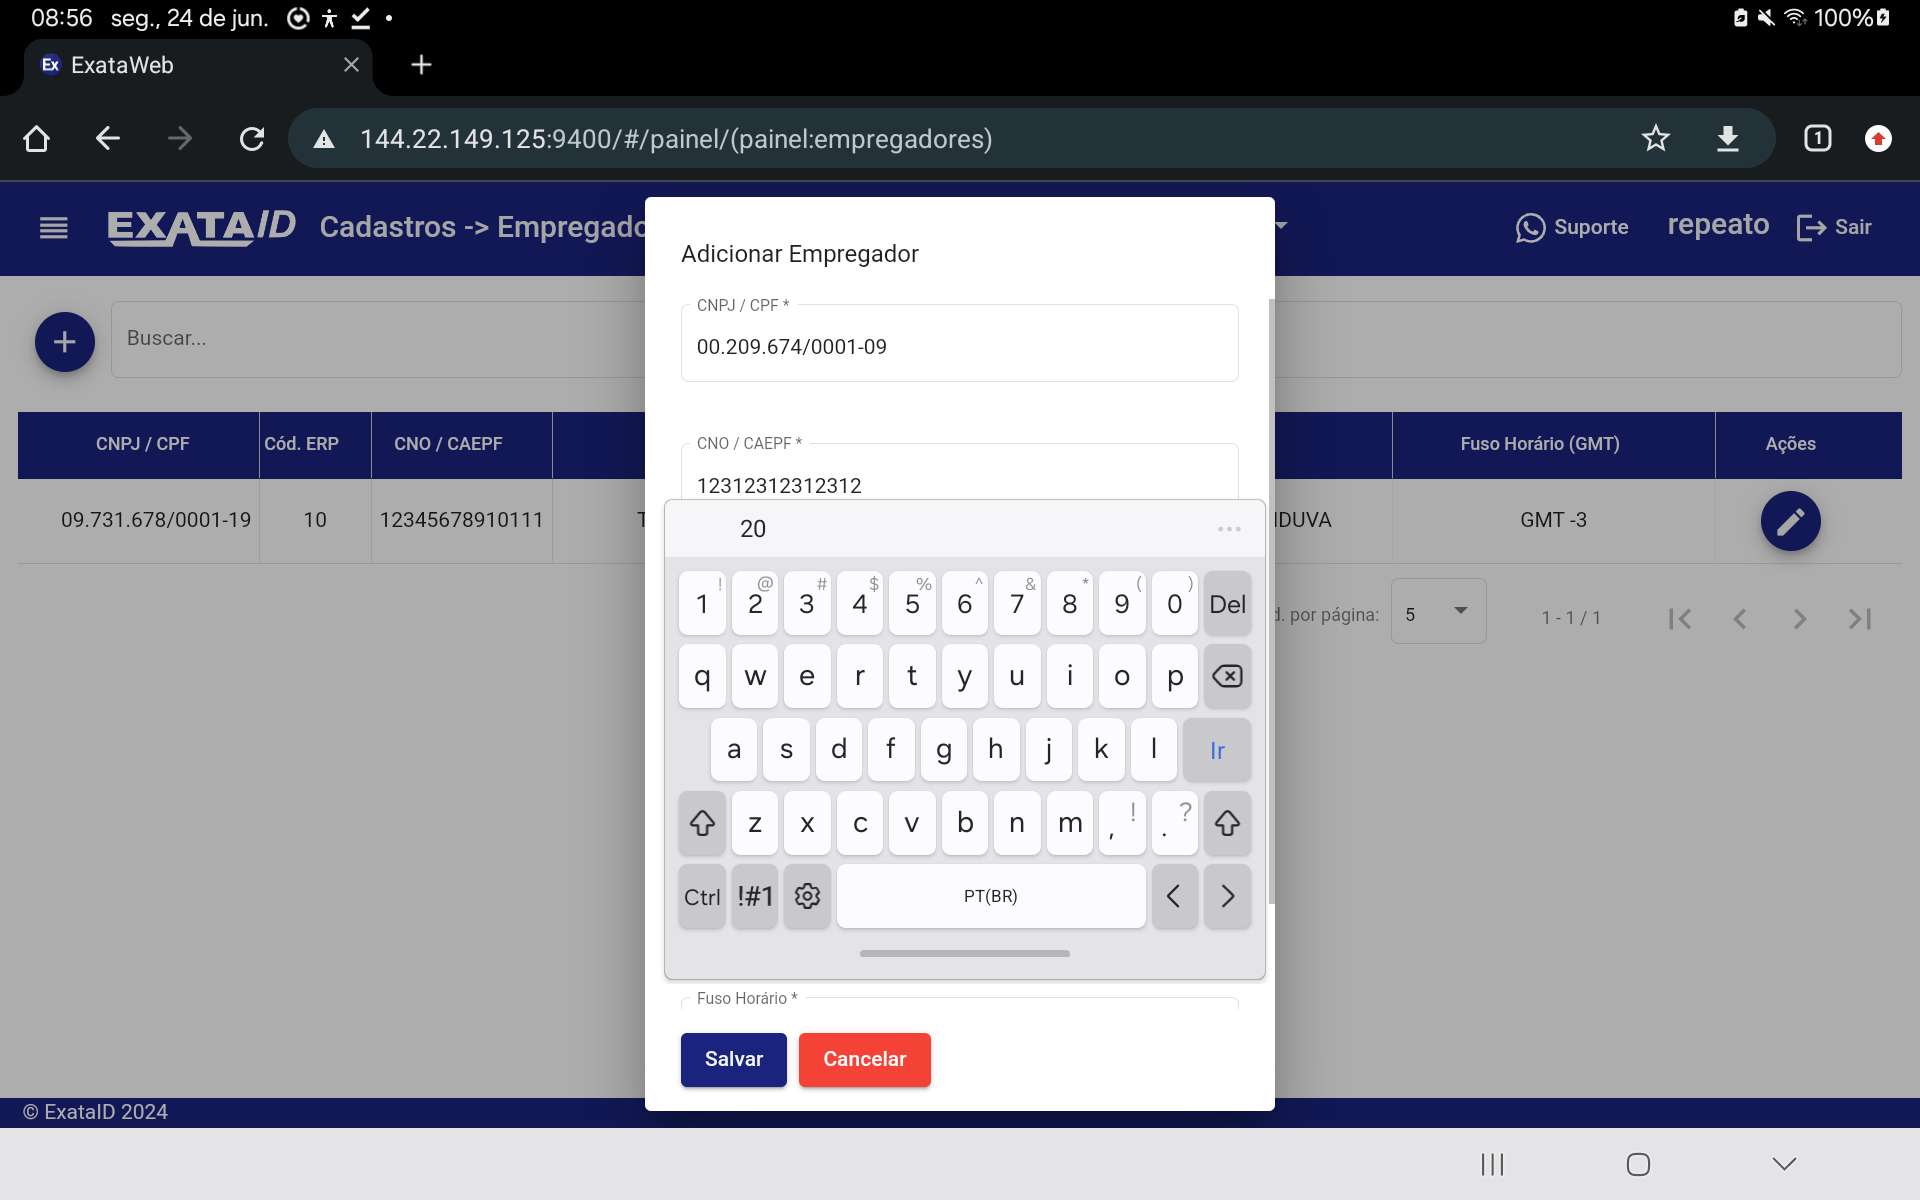 08:56 seg., 24 de jun. 100%
Ex ExataWeb
144.22.149.125:9400/#/painel/(painel:empregadores) 1
EXATAID Cadastros -> Empregado Suporte repeato Sair
Adicionar Empregador
CNPJ / CPF *
00.209.674/0001-09
Buscar...
CNO / CAEPF *
12312312312312
CNPJ / CPF Cód. ERP CNO / CAEPF Fuso Horário (GMT) Ações
09.731.678/0001-19 10 12345678910111 T DUVA GMT -3
20 ...
! @ # $ % ^ & * ( )
1 2 3 4 5 6 7 8 9 0 Del
q w e r t y u i o p
a s d f g h j k l Ir
z x c v b n m , ! . ?
Ctrl !#1 PT(BR) < >
d. por página: 5 1 - 1 / 1
Fuso Horário *
Salvar Cancelar
© ExataID 2024